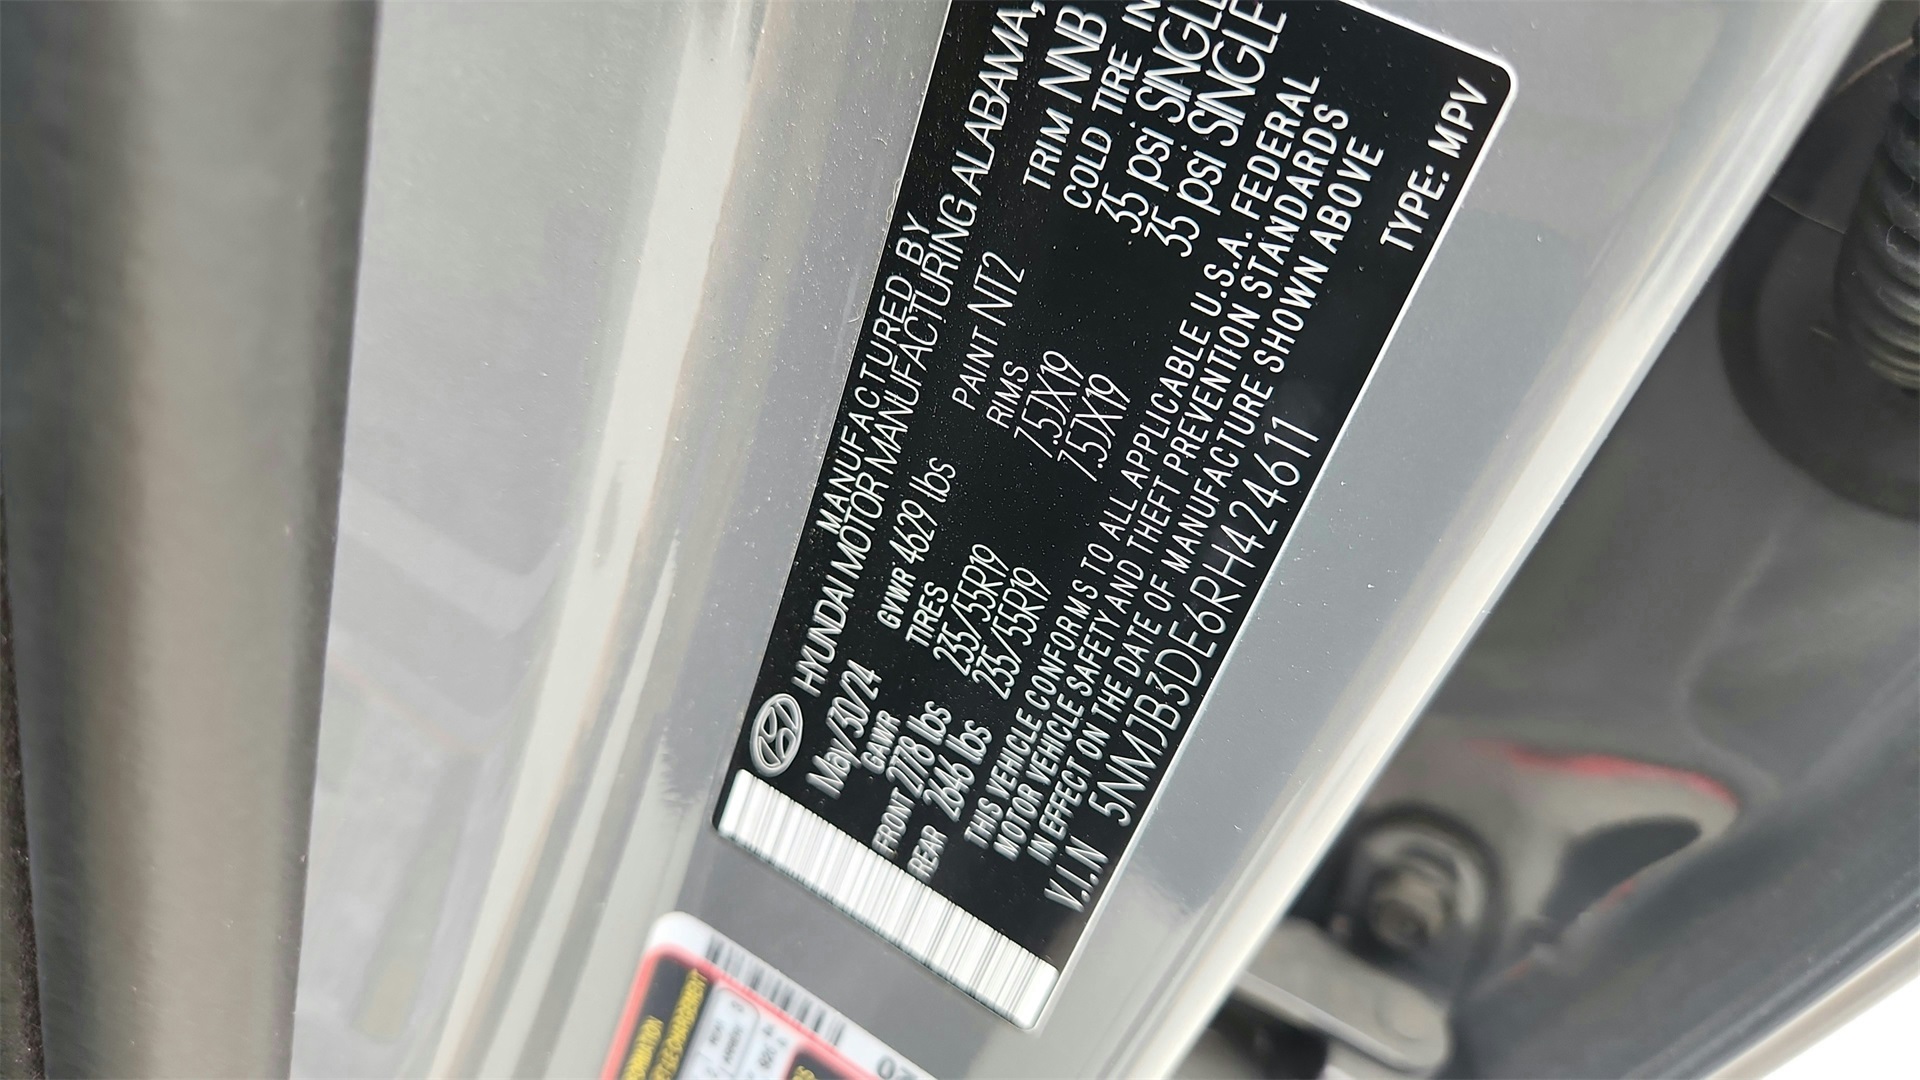 MANUFACTURED BY
HYUNDAI MOTOR MANUFACTURING ALABAMA,
May/30/24 GVWR 4629 lbs PAINT NT2 TRIM NNB
GAWR TIRES RIMS COLD TIRE
FRONT 2778 lbs 235/55R19 7.5JX19 35 psi SINGLE
REAR 2646 lbs 235/55R19 7.5JX19 35 psi SINGLE
THIS VEHICLE CONFORMS TO ALL APPLICABLE U.S.A. FEDERAL
MOTOR VEHICLE SAFETY AND THEFT PREVENTION STANDARDS
IN EFFECT ON THE DATE OF MANUFACTURE SHOWN ABOVE
V.I.N 5NMJB3DE6RH424611 TYPE: MPV